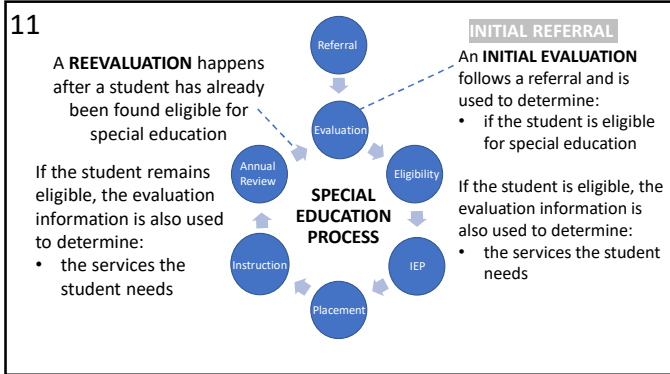 11
A REEVALUATION happens
after a student has already
been found eligible for
special education
If the student remains
eligible, the evaluation
information is also used
to determine:
• the services the
student needs
Referral
Evaluation
Eligibility
IEP
Placement
Instruction
Annual
Review
SPECIAL
EDUCATION
PROCESS
INITIAL REFERRAL
An INITIAL EVALUATION
follows a referral and is
used to determine:
• if the student is eligible
for special education
If the student is eligible, the
evaluation information is
also used to determine:
• the services the student
needs